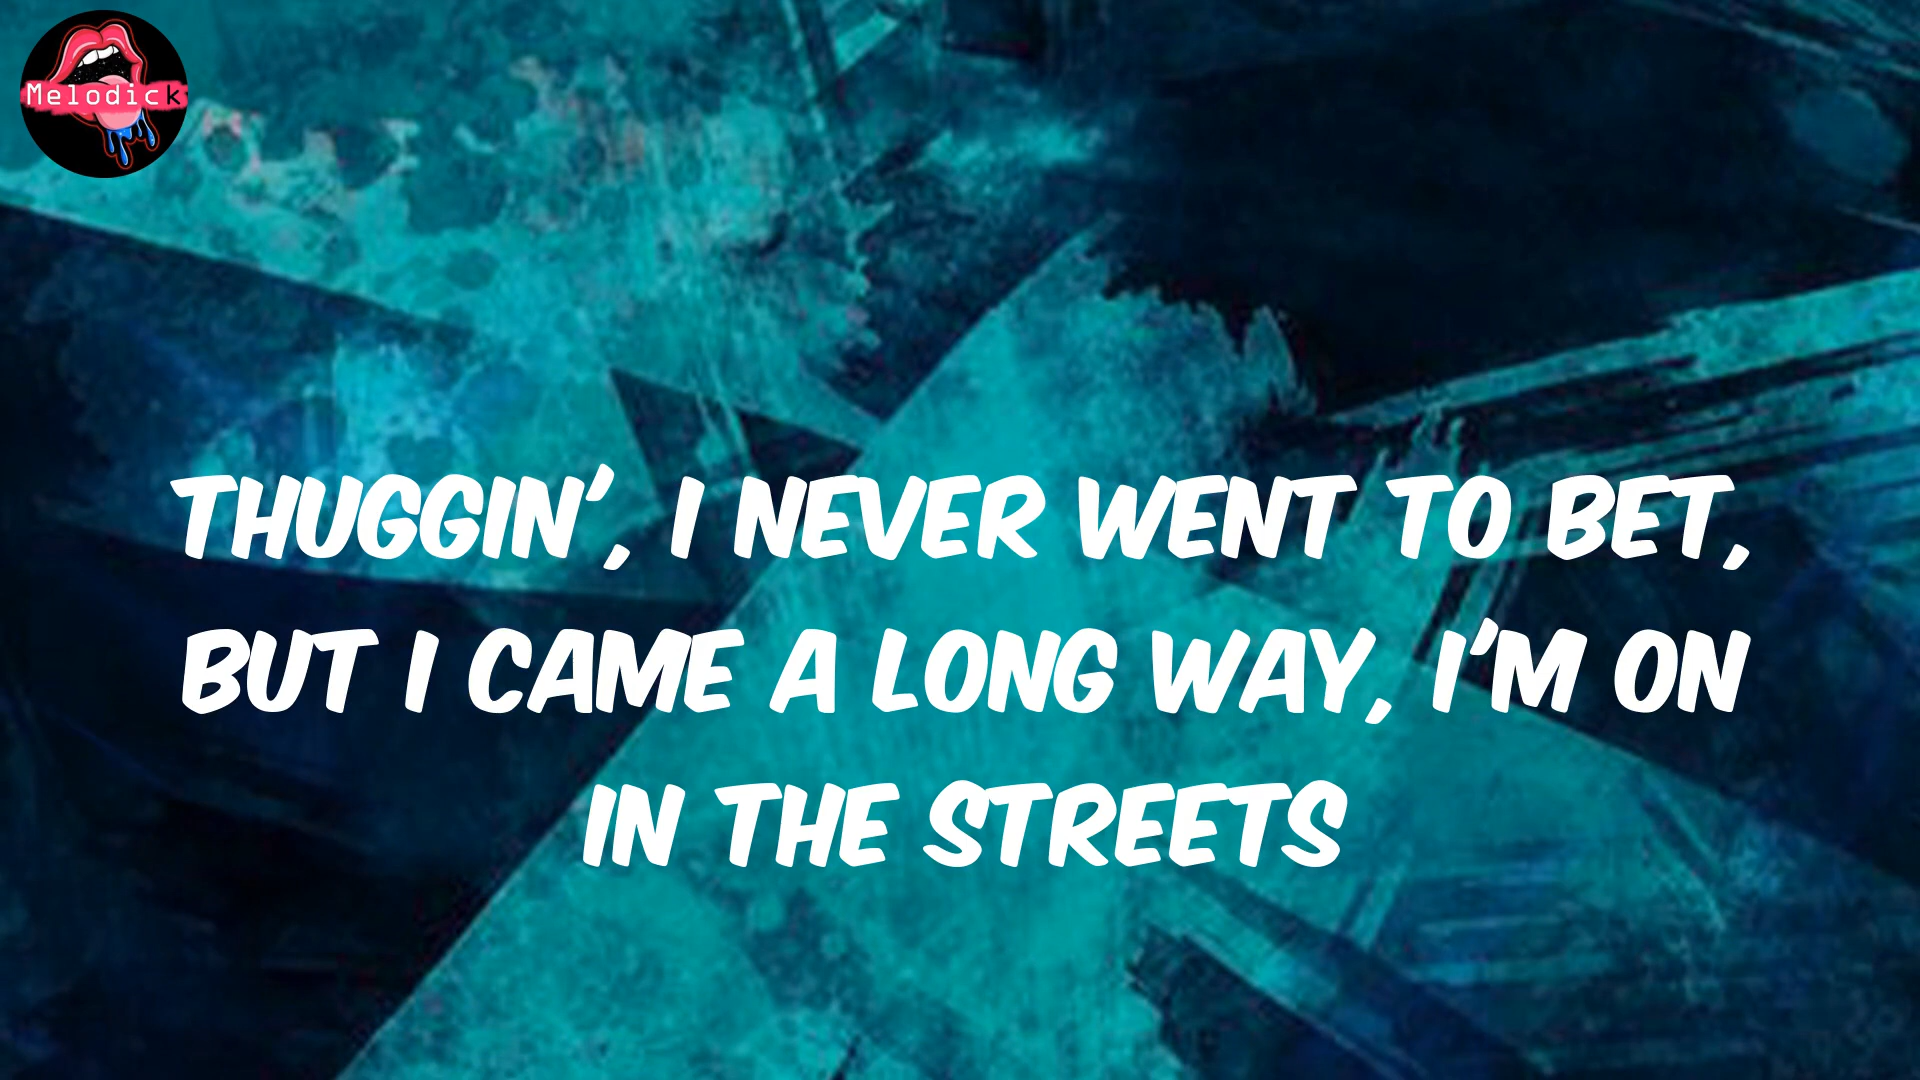 Melodick
THUGGIN', I NEVER WENT TO BET,
BUT I CAME A LONG WAY, I'M ON
IN THE STREETS